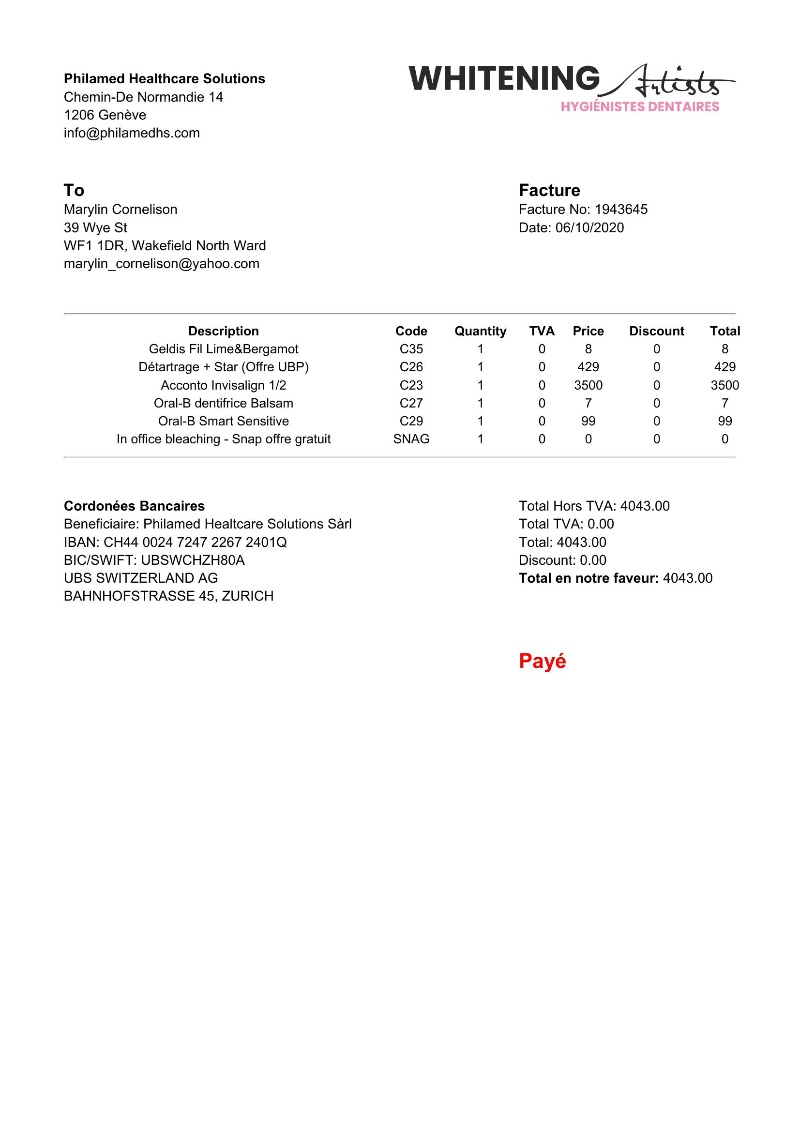 Philamed Healthcare Solutions
Chemin-De Normandie 14
1206 Genève
info@philamedhs.com
WHITENING Artists
HYGIÉNISTES DENTAIRES
To
Marylin Cornelison
39 Wye St
WF1 1DR, Wakefield North Ward
marylin_cornelison@yahoo.com
Facture
Facture No: 1943645
Date: 06/10/2020
Description Code Quantity TVA Price Discount Total
Geldis Fil Lime&Bergamot C35 1 0 8 0 8
Détartrage + Star (Offre UBP) C26 1 0 429 0 429
Acconto Invisalign 1/2 C23 1 0 3500 0 3500
Oral-B dentifrice Balsam C27 1 0 7 0 7
Oral-B Smart Sensitive C29 1 0 99 0 99
In office bleaching - Snap offre gratuit SNAG 1 0 0 0 0
Cordonées Bancaires
Beneficiaire: Philamed Healtcare Solutions Sàrl
IBAN: CH44 0024 7247 2267 2401Q
BIC/SWIFT: UBSWCHZH80A
UBS SWITZERLAND AG
BAHNHOFSTRASSE 45, ZURICH
Total Hors TVA: 4043.00
Total TVA: 0.00
Total: 4043.00
Discount: 0.00
Total en notre faveur: 4043.00
Payé